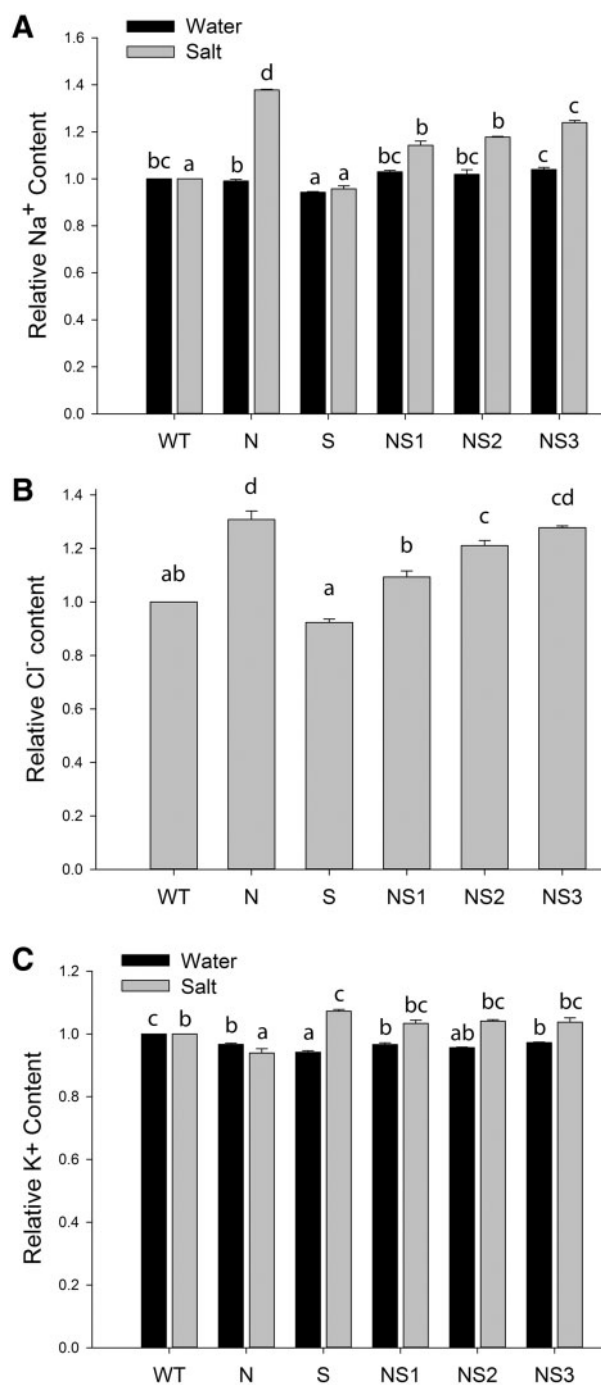 A
Water
Salt
Relative Na⁺ Content
1.6
1.4
1.2
1.0
0.8
0.6
0.4
0.2
0.0
bc a b d a a bc b bc b c c
WT N S NS1 NS2 NS3
B
Relative Cl⁻ content
1.4
1.2
1.0
0.8
0.6
0.4
0.2
0.0
ab d a b c cd
WT N S NS1 NS2 NS3
C
Water
Salt
Relative K+ Content
1.2
1.0
0.8
0.6
0.4
0.2
0.0
c b b a a c b bc ab bc b bc
WT N S NS1 NS2 NS3